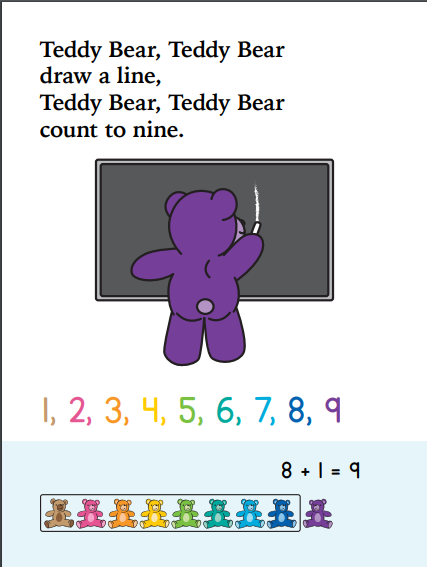 Teddy Bear, Teddy Bear
draw a line,
Teddy Bear, Teddy Bear
count to nine.
1, 2, 3, 4, 5, 6, 7, 8, 9
8 + 1 = 9